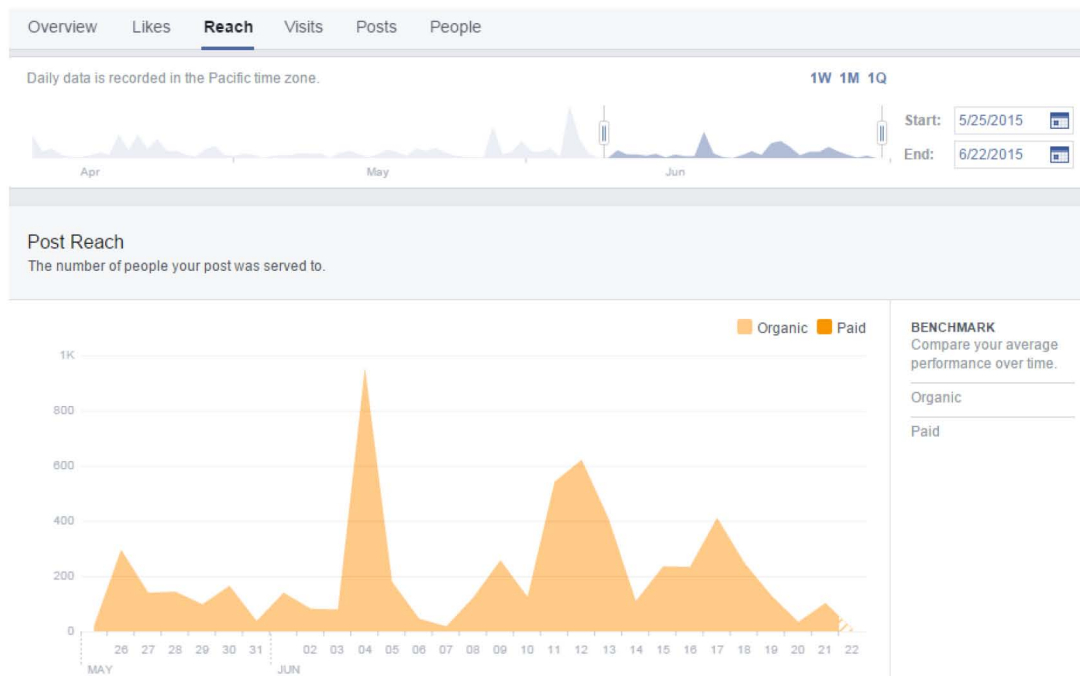 Overview Likes Reach Visits Posts People
Daily data is recorded in the Pacific time zone.
1W 1M 1Q
Start: 5/25/2015
End: 6/22/2015
Apr May Jun
Post Reach
The number of people your post was served to.
Organic Paid
BENCHMARK
Compare your average
performance over time.
Organic
Paid
1K
800
600
400
200
0
26 27 28 29 30 31 02 03 04 05 06 07 08 09 10 11 12 13 14 15 16 17 18 19 20 21 22
MAY JUN